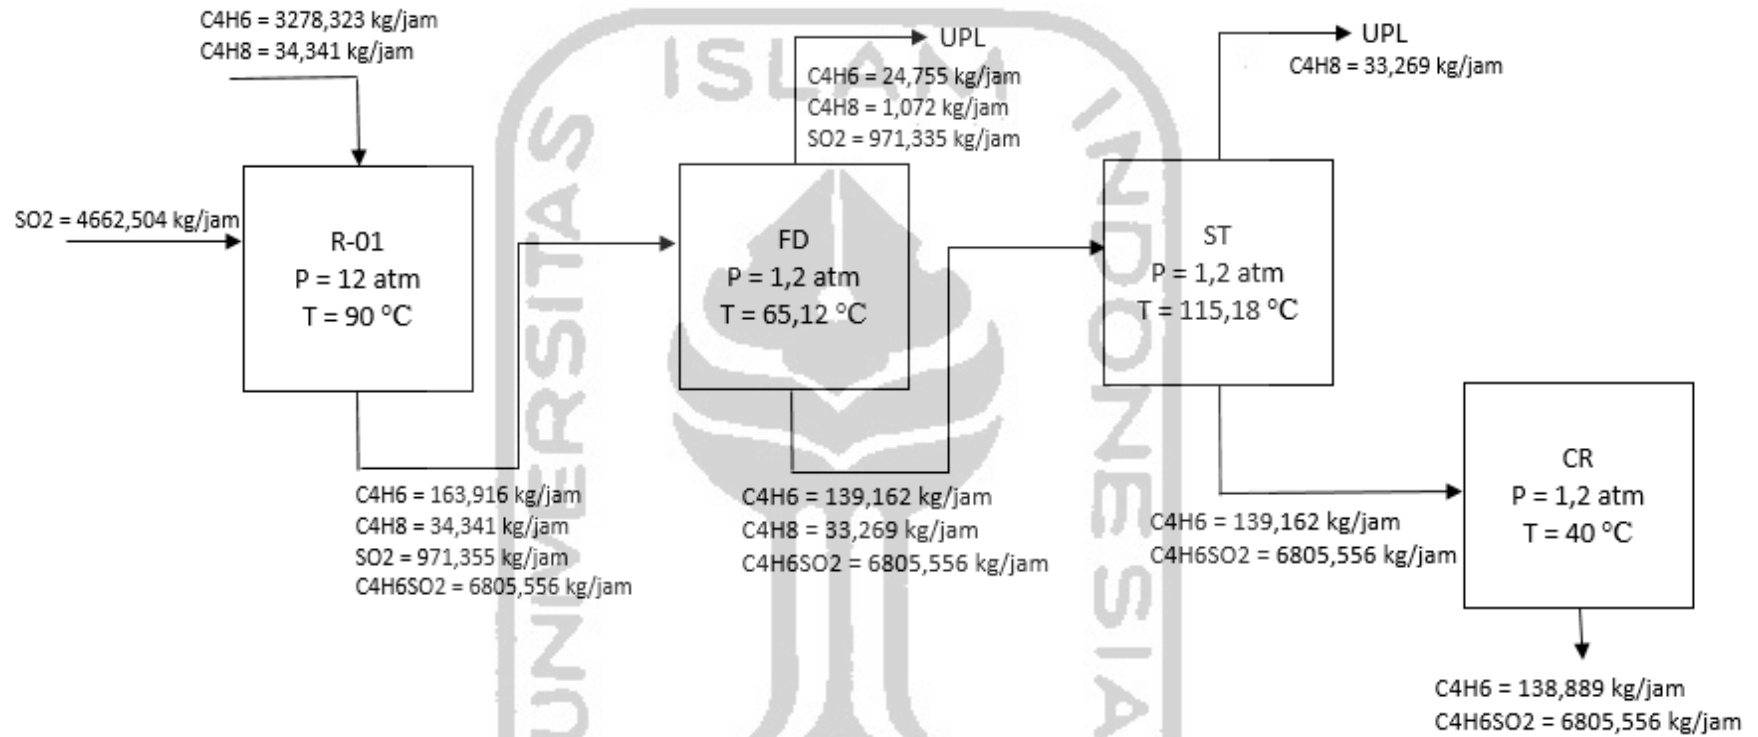 C4H6 = 3278,323 kg/jam
C4H8 = 34,341 kg/jam
SO2 = 4662,504 kg/jam
R-01
P = 12 atm
T = 90 °C
C4H6 = 163,916 kg/jam
C4H8 = 34,341 kg/jam
SO2 = 971,355 kg/jam
C4H6SO2 = 6805,556 kg/jam
UPL
C4H6 = 24,755 kg/jam
C4H8 = 1,072 kg/jam
SO2 = 971,335 kg/jam
FD
P = 1,2 atm
T = 65,12 °C
C4H6 = 139,162 kg/jam
C4H8 = 33,269 kg/jam
C4H6SO2 = 6805,556 kg/jam
UPL
C4H8 = 33,269 kg/jam
ST
P = 1,2 atm
T = 115,18 °C
C4H6 = 139,162 kg/jam
C4H6SO2 = 6805,556 kg/jam
CR
P = 1,2 atm
T = 40 °C
C4H6 = 138,889 kg/jam
C4H6SO2 = 6805,556 kg/jam
UNIVERSITAS
ISLAM
INDONESIA